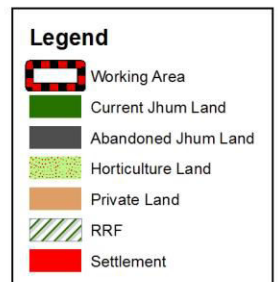 Legend
Working Area
Current Jhum Land
Abandoned Jhum Land
Horticulture Land
Private Land
RRF
Settlement